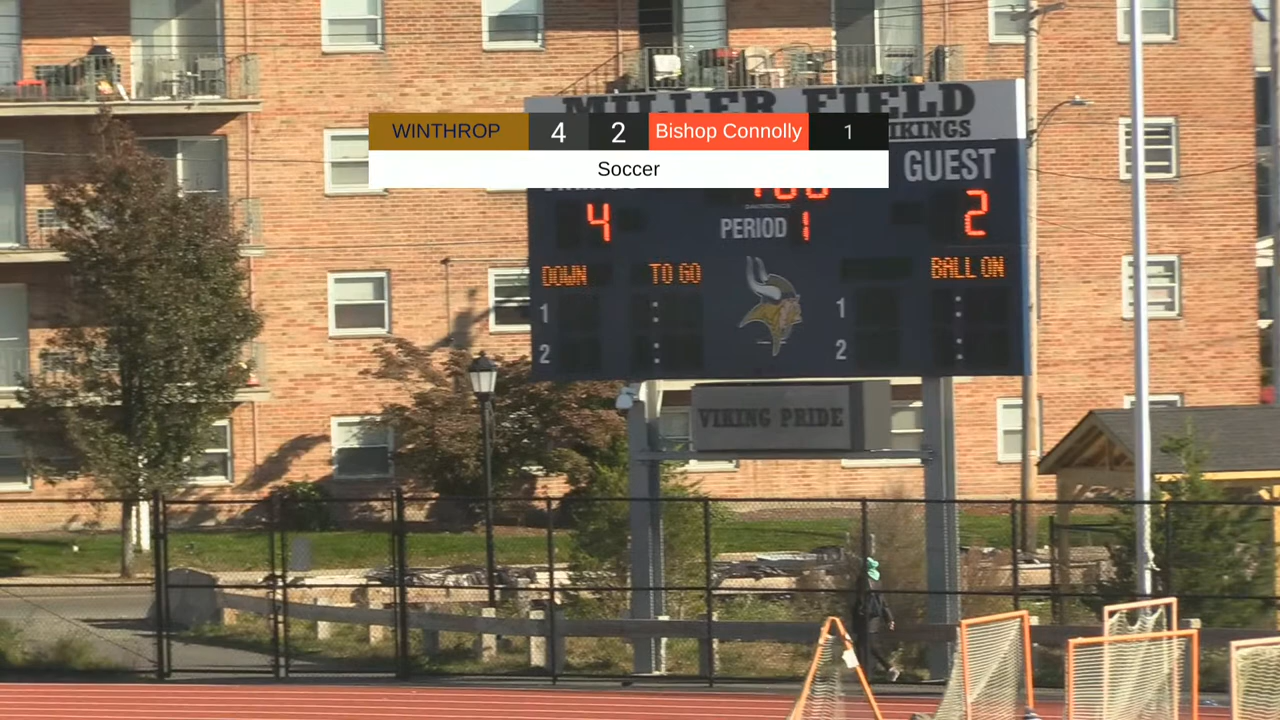 MILLER FIELD
VIKINGS
WINTHROP 4 2 Bishop Connolly 1
Soccer
GUEST
4 PERIOD 1 2
DOWN TO GO BALL ON
1 : 1 :
2 : 2 :
VIKING PRIDE